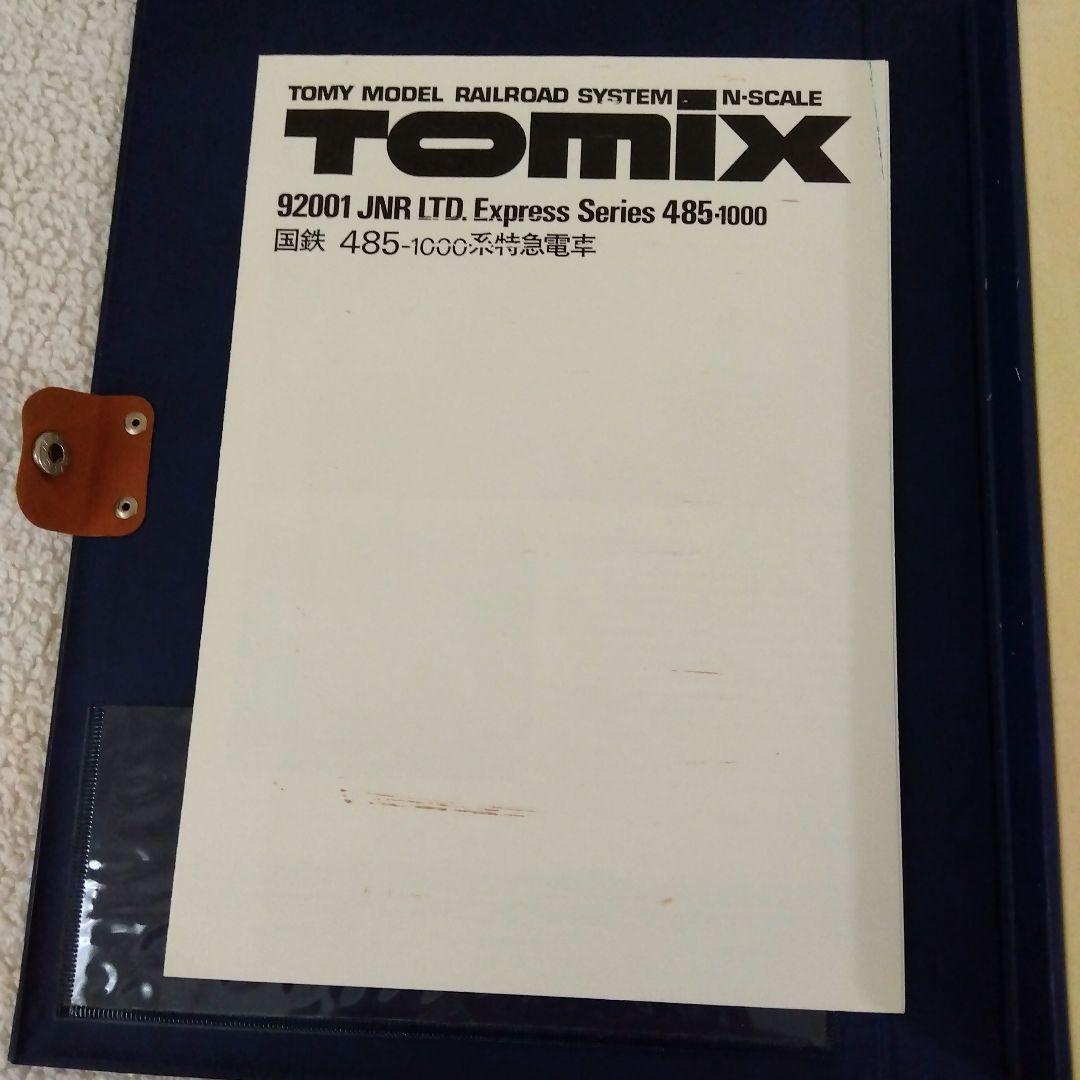 TOMY MODEL RAILROAD SYSTEM N-SCALE
TOMIX
92001 JNR LTD. Express Series 485-1000
国鉄 485-1000系特急電車